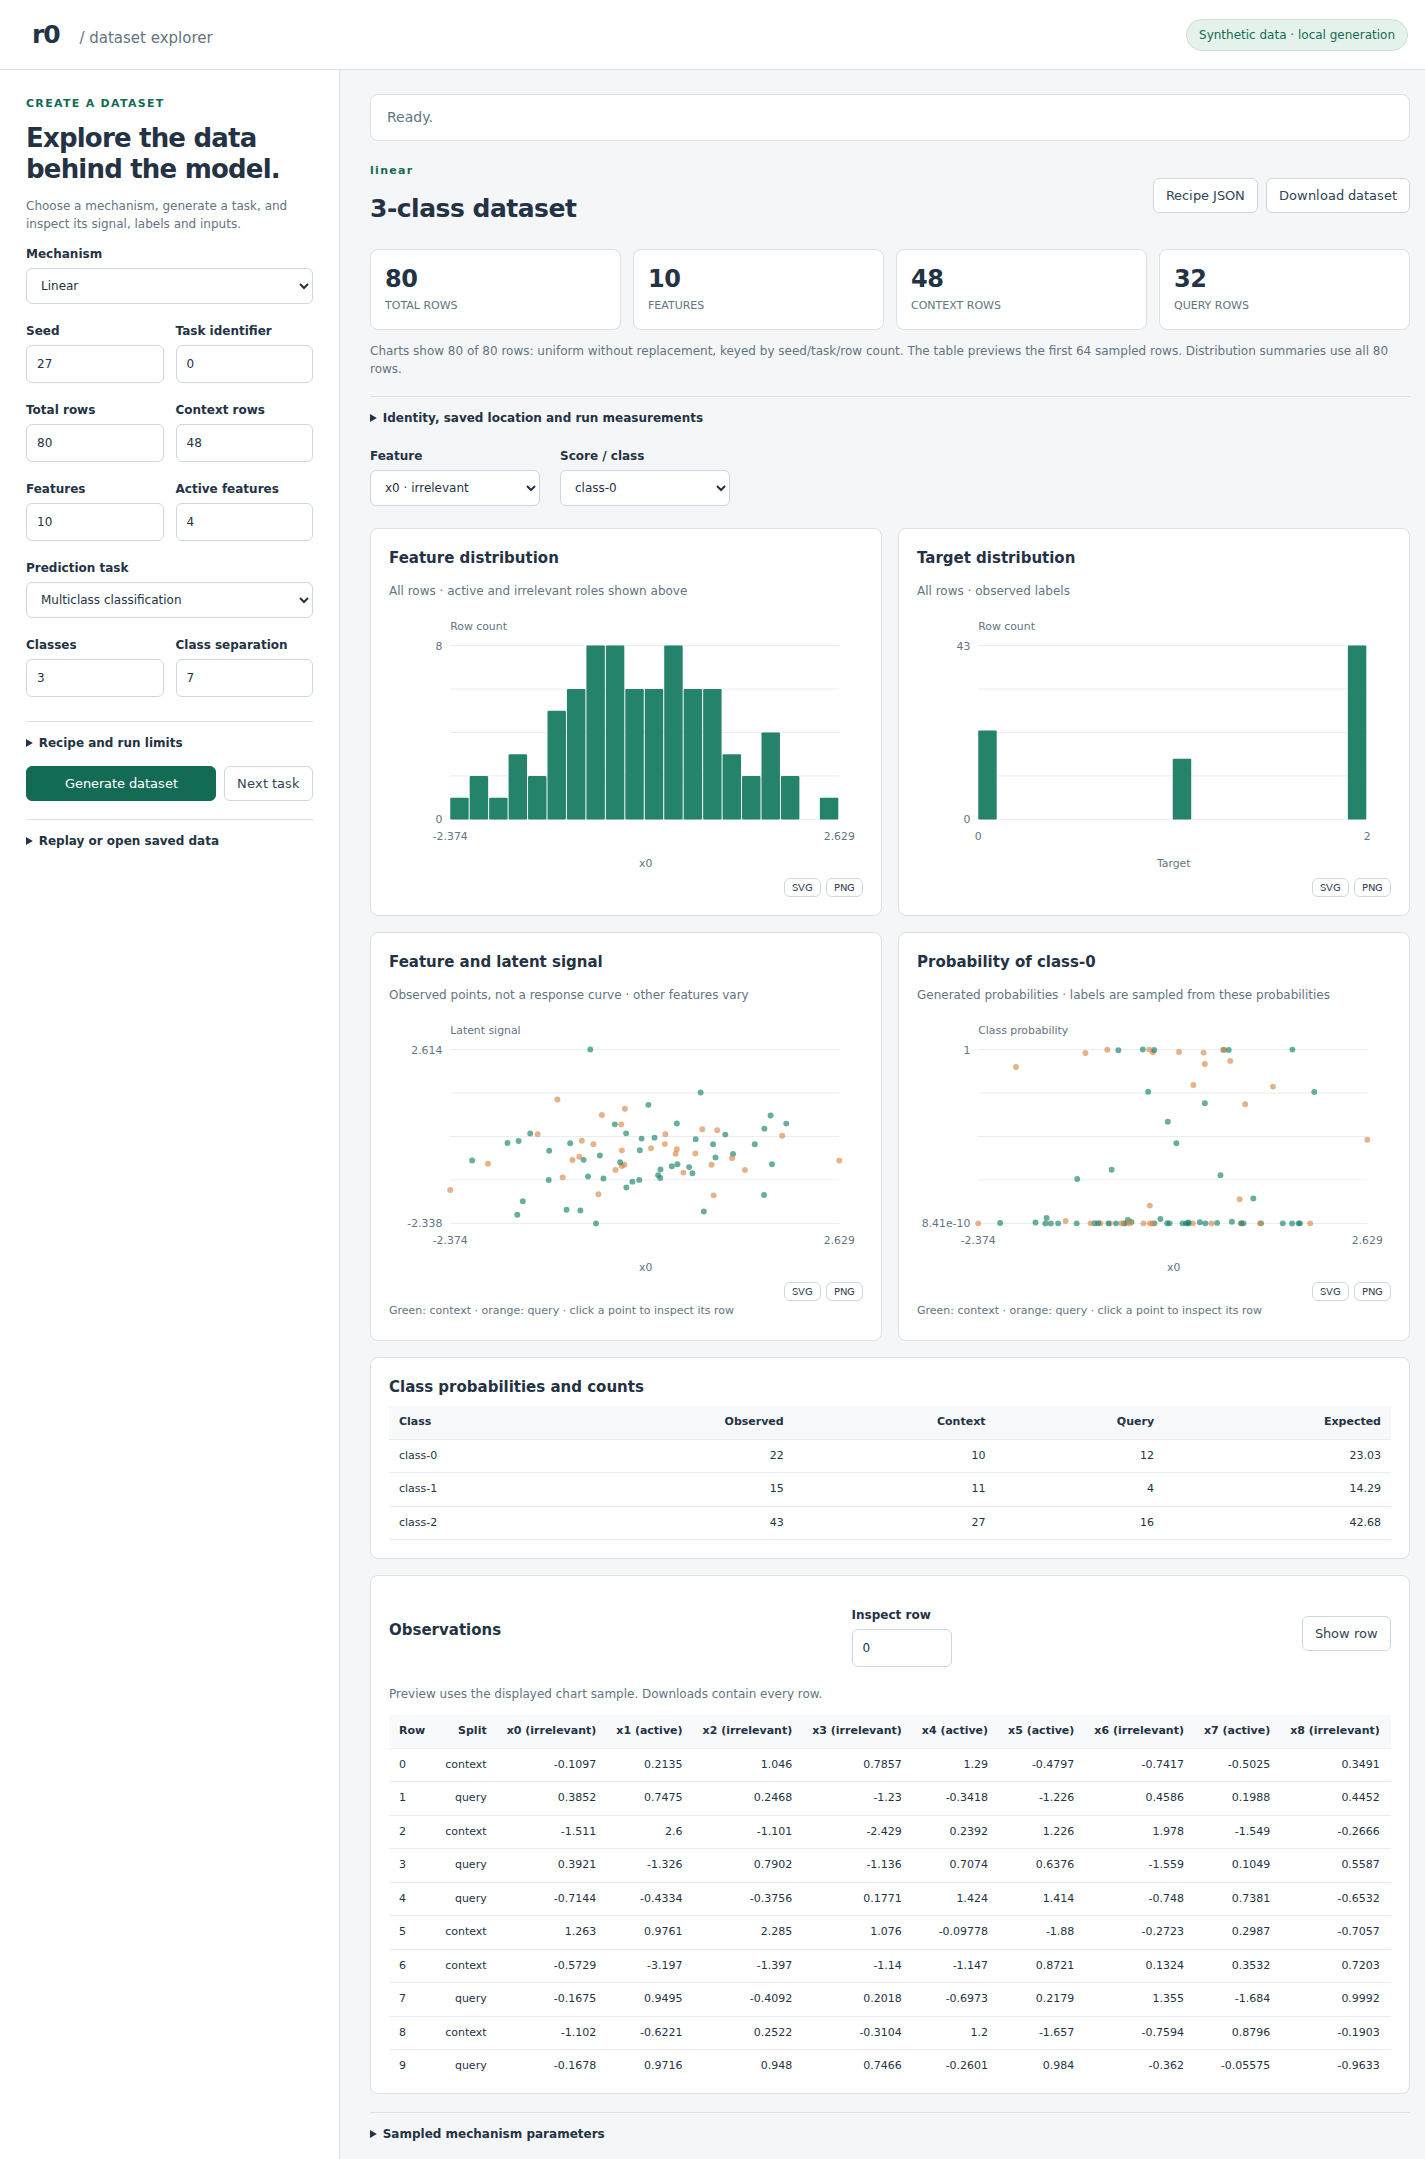 r0 / dataset explorer
Synthetic data · local generation
CREATE A DATASET
Explore the data
behind the model.
Choose a mechanism, generate a task, and
inspect its signal, labels and inputs.
Mechanism
Linear
Seed Task identifier
27 0
Total rows Context rows
80 48
Features Active features
10 4
Prediction task
Multiclass classification
Classes Class separation
3 7
Recipe and run limits
Generate dataset Next task
Replay or open saved data
Ready.
linear
3-class dataset
Recipe JSON Download dataset
80 10 48 32
TOTAL ROWS FEATURES CONTEXT ROWS QUERY ROWS
Charts show 80 of 80 rows: uniform without replacement, keyed by seed/task/row count. The table previews the first 64 sampled rows. Distribution summaries use all 80
rows.
Identity, saved location and run measurements
Feature Score / class
x0 · irrelevant class-0
Feature distribution
All rows · active and irrelevant roles shown above
Row count
8
0
-2.374 2.629
x0
SVG PNG
Target distribution
All rows · observed labels
Row count
43
0
0 2
Target
SVG PNG
Feature and latent signal
Observed points, not a response curve · other features vary
Latent signal
2.614
-2.338
-2.374 2.629
x0
SVG PNG
Green: context · orange: query · click a point to inspect its row
Probability of class-0
Generated probabilities · labels are sampled from these probabilities
Class probability
1
8.41e-10
-2.374 2.629
x0
SVG PNG
Green: context · orange: query · click a point to inspect its row
Class probabilities and counts
Class Observed Context Query Expected
class-0 22 10 12 23.03
class-1 15 11 4 14.29
class-2 43 27 16 42.68
Observations
Inspect row
0
Show row
Preview uses the displayed chart sample. Downloads contain every row.
Row Split x0 (irrelevant) x1 (active) x2 (irrelevant) x3 (irrelevant) x4 (active) x5 (active) x6 (irrelevant) x7 (active) x8 (irrelevant)
0 context -0.1097 0.2135 1.046 0.7857 1.29 -0.4797 -0.7417 -0.5025 0.3491
1 query 0.3852 0.7475 0.2468 -1.23 -0.3418 -1.226 0.4586 0.1988 0.4452
2 context -1.511 2.6 -1.101 -2.429 0.2392 1.226 1.978 -1.549 -0.2666
3 query 0.3921 -1.326 0.7902 -1.136 0.7074 0.6376 -1.559 0.1049 0.5587
4 query -0.7144 -0.4334 -0.3756 0.1771 1.424 1.414 -0.748 0.7381 -0.6532
5 context 1.263 0.9761 2.285 1.076 -0.09778 -1.88 -0.2723 0.2987 -0.7057
6 context -0.5729 -3.197 -1.397 -1.14 -1.147 0.8721 0.1324 0.3532 0.7203
7 query -0.1675 0.9495 -0.4092 0.2018 -0.6973 0.2179 1.355 -1.684 0.9992
8 context -1.102 -0.6221 0.2522 -0.3104 1.2 -1.657 -0.7594 0.8796 -0.1903
9 query -0.1678 0.9716 0.948 0.7466 -0.2601 0.984 -0.362 -0.05575 -0.9633
Sampled mechanism parameters